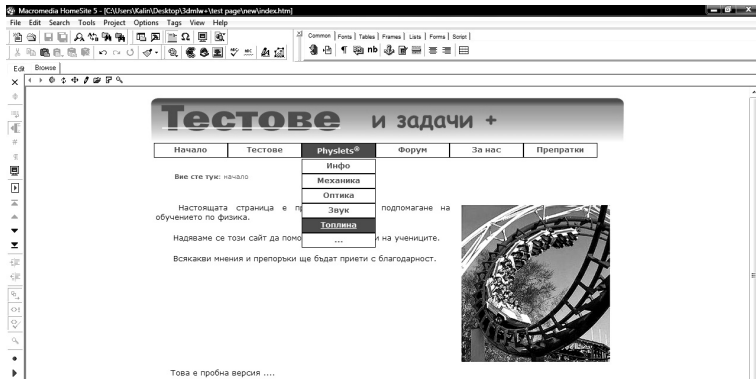 Macromedia HomeSite 5 - [C:\Users\Kalin\Desktop\3dmlw+\test page\new\index.htm]
File Edit Search Tools Project Options Tags View Help
Common Fonts Tables Frames Lists Forms Script
Edit Browse
Тестове и задачи +
Начало Тестове Physlets® Форум За нас Препратки
Инфо
Вие сте тук: начало
Механика
Оптика
Настоящата страница е подпомагане на
Звук
обучението по физика.
Топлина
Надяваме се този сайт да на учениците.
...
Всякакви мнения и препоръки ще бъдат приети с благодарност.
Това е пробна версия ....